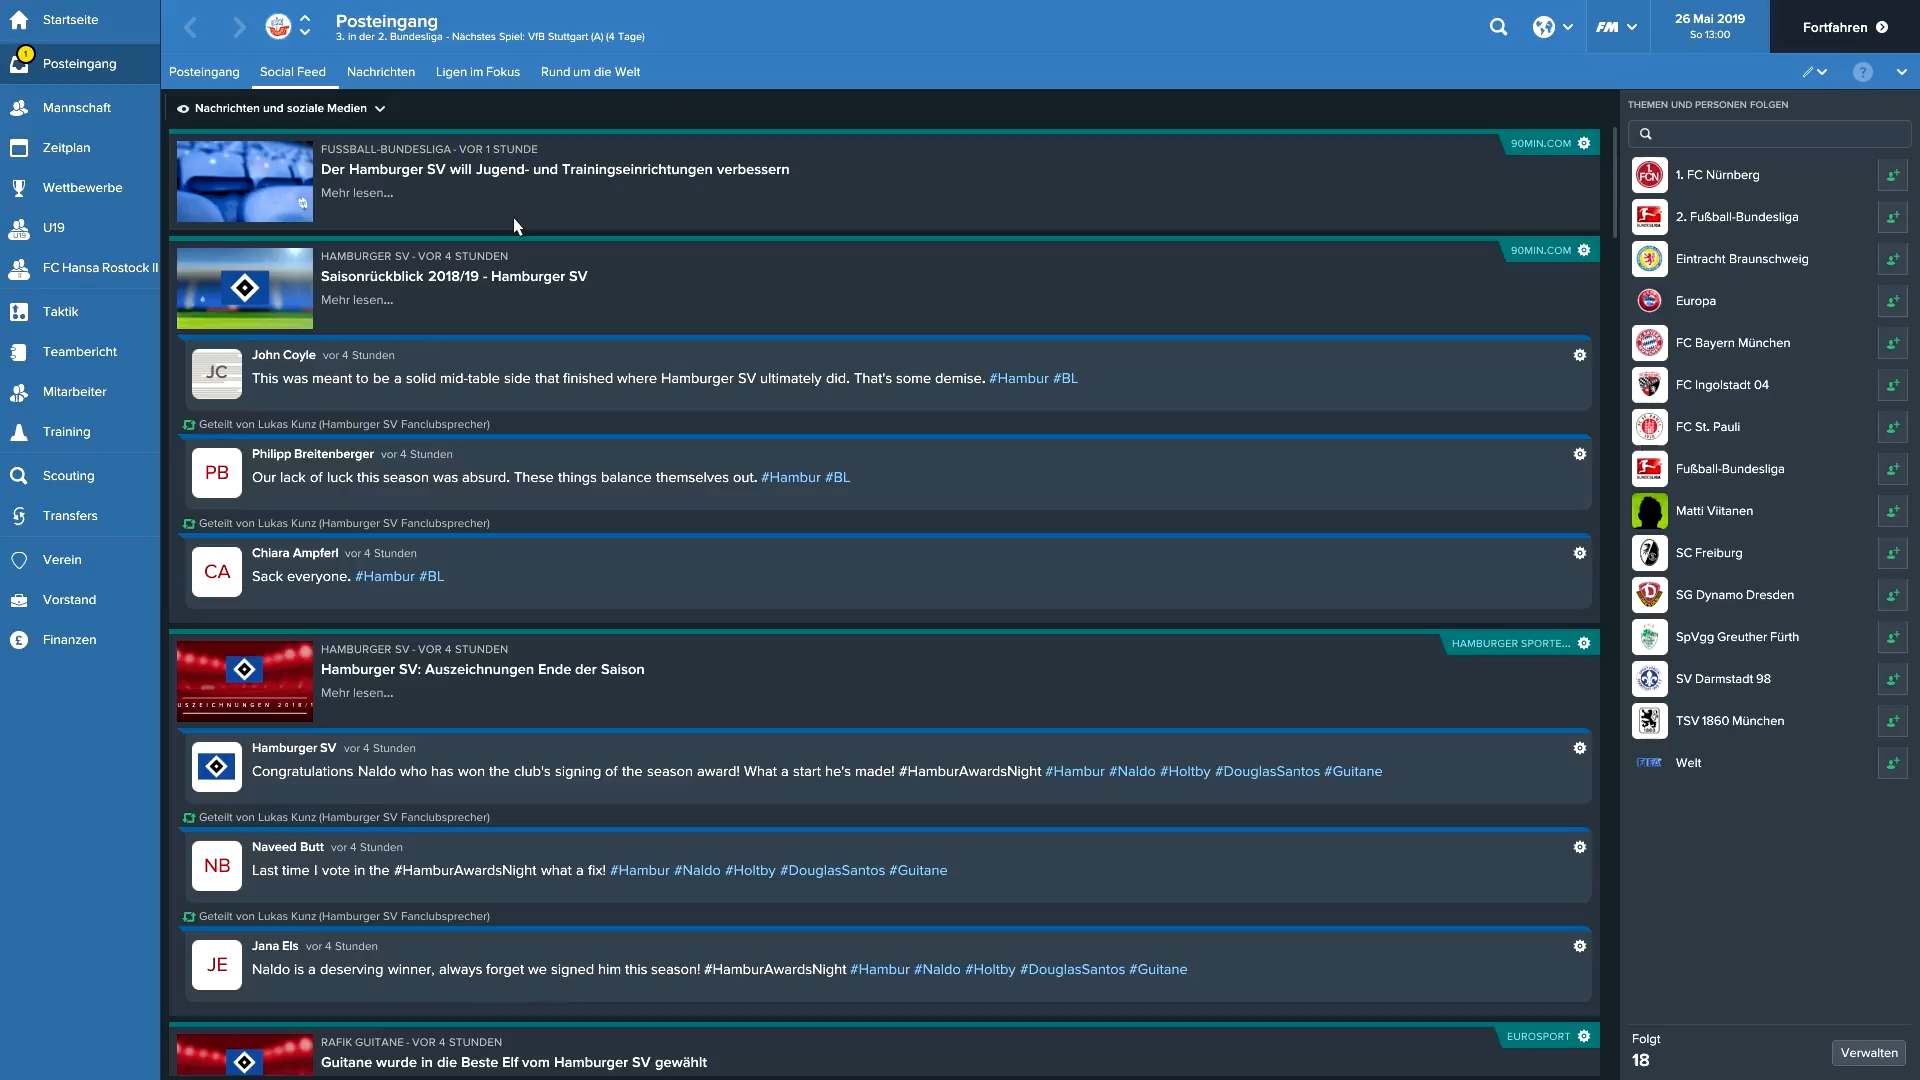 Startseite
1
Posteingang
Mannschaft
Zeitplan
Wettbewerbe
U19
U19
FC Hansa Rostock II
II
Taktik
Teambericht
Mitarbeiter
Training
Scouting
Transfers
Verein
Vorstand
£
Finanzen
Posteingang
3. in der 2. Bundesliga - Nächstes Spiel: VfB Stuttgart (A) (4 Tage)
FM
26 Mai 2019
So 13:00
Fortfahren
Posteingang
Social Feed
Nachrichten
Ligen im Fokus
Rund um die Welt
?
Nachrichten und soziale Medien
FUSSBALL-BUNDESLIGA - VOR 1 STUNDE
Der Hamburger SV will Jugend- und Trainingseinrichtungen verbessern
Mehr lesen...
90MIN.COM
HAMBURGER SV - VOR 4 STUNDEN
Saisonrückblick 2018/19 - Hamburger SV
Mehr lesen...
90MIN.COM
JC
John Coyle vor 4 Stunden
This was meant to be a solid mid-table side that finished where Hamburger SV ultimately did. That's some demise. #Hambur #BL
Geteilt von Lukas Kunz (Hamburger SV Fanclubsprecher)
PB
Philipp Breitenberger vor 4 Stunden
Our lack of luck this season was absurd. These things balance themselves out. #Hambur #BL
Geteilt von Lukas Kunz (Hamburger SV Fanclubsprecher)
CA
Chiara Ampferl vor 4 Stunden
Sack everyone. #Hambur #BL
HAMBURGER SV - VOR 4 STUNDEN
Hamburger SV: Auszeichnungen Ende der Saison
Mehr lesen...
HAMBURGER SPORTE...
USZEICHNUNGEN 2018/1
Hamburger SV vor 4 Stunden
Congratulations Naldo who has won the club's signing of the season award! What a start he's made! #HamburAwardsNight #Hambur #Naldo #Holtby #DouglasSantos #Guitane
Geteilt von Lukas Kunz (Hamburger SV Fanclubsprecher)
NB
Naveed Butt vor 4 Stunden
Last time I vote in the #HamburAwardsNight what a fix! #Hambur #Naldo #Holtby #DouglasSantos #Guitane
Geteilt von Lukas Kunz (Hamburger SV Fanclubsprecher)
JE
Jana Els vor 4 Stunden
Naldo is a deserving winner, always forget we signed him this season! #HamburAwardsNight #Hambur #Naldo #Holtby #DouglasSantos #Guitane
RAFIK GUITANE - VOR 4 STUNDEN
Guitane wurde in die Beste Elf vom Hamburger SV gewählt
EUROSPORT
THEMEN UND PERSONEN FOLGEN
1. FC Nürnberg
2. Fußball-Bundesliga
Eintracht Braunschweig
Europa
FC Bayern München
FC Ingolstadt 04
FC St. Pauli
Fußball-Bundesliga
Matti Viitanen
SC Freiburg
SG Dynamo Dresden
SpVgg Greuther Fürth
SV Darmstadt 98
TSV 1860 München
FIFA
Welt
Folgt
18
Verwalten